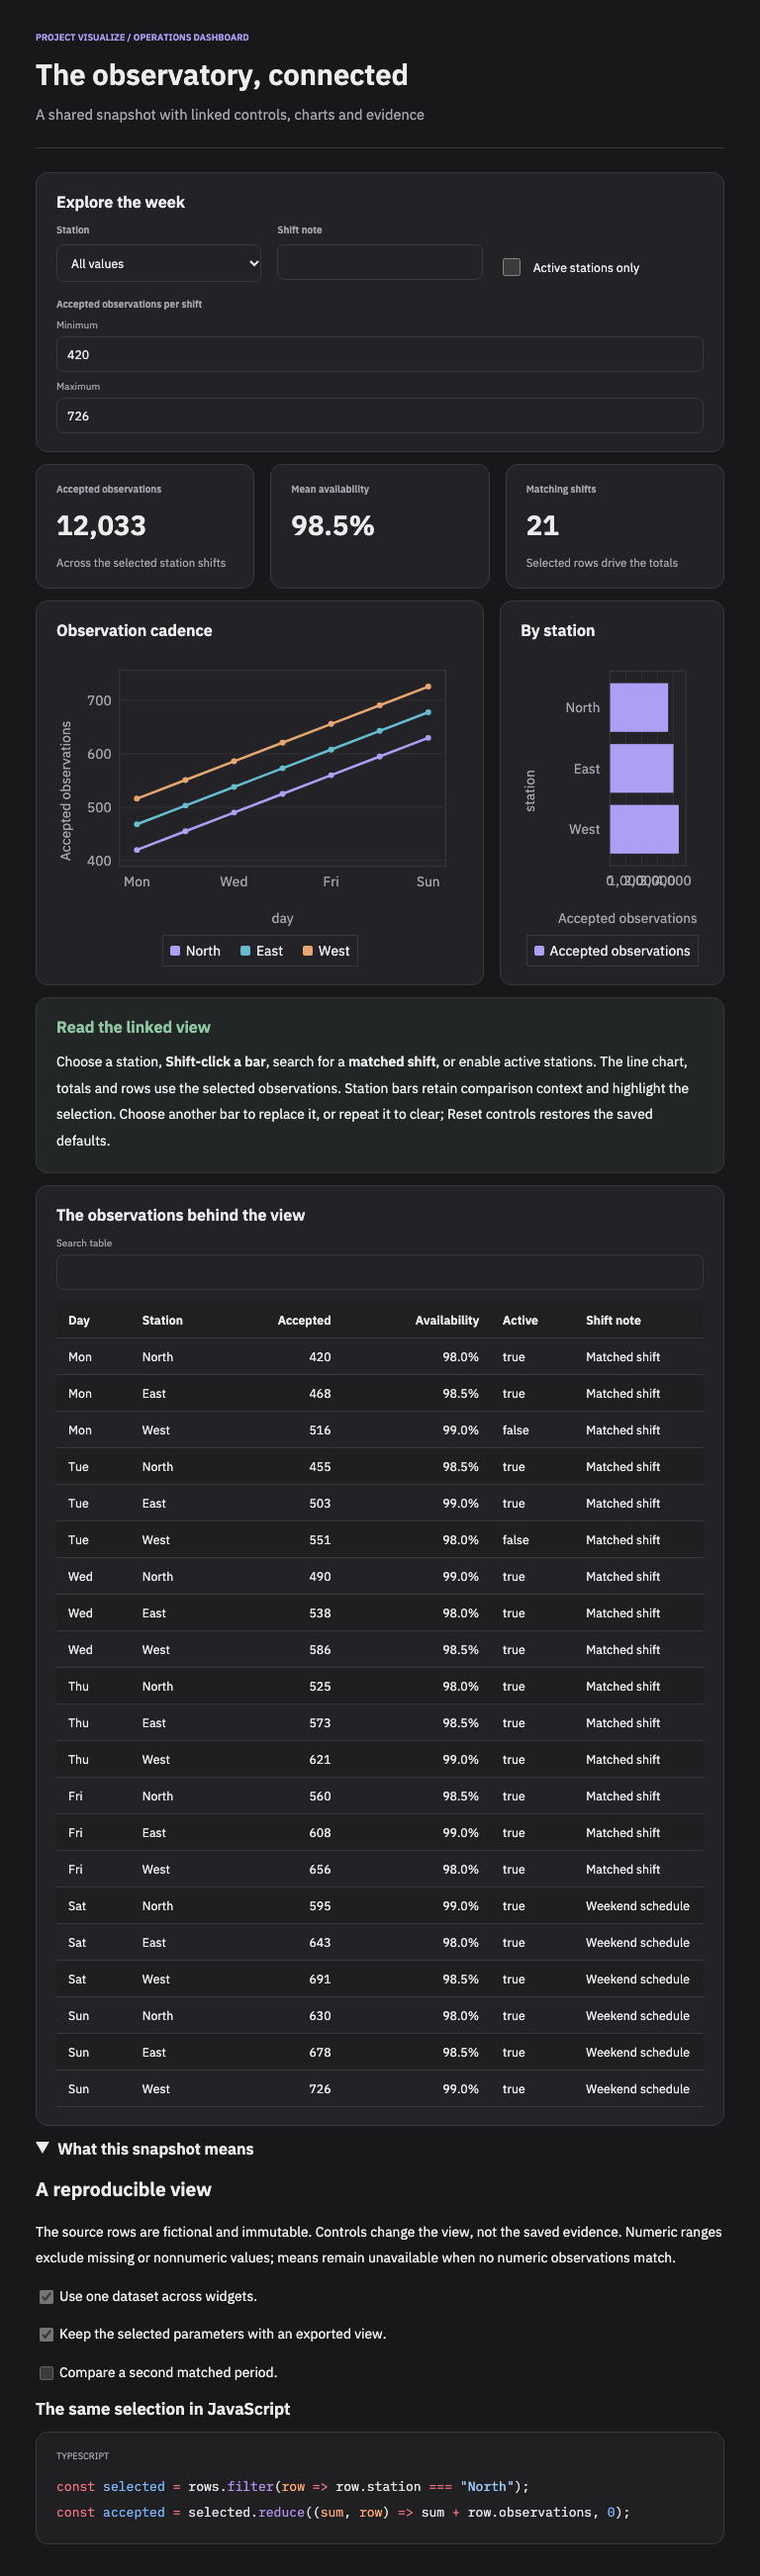 PROJECT VISUALIZE / OPERATIONS DASHBOARD
The observatory, connected
A shared snapshot with linked controls, charts and evidence
Explore the week
Station
Shift note
All values
Active stations only
Accepted observations per shift
Minimum
420
Maximum
726
Accepted observations
12,033
Across the selected station shifts
Mean availability
98.5%
Matching shifts
21
Selected rows drive the totals
Observation cadence
Accepted observations
700
600
500
400
Mon Wed Fri Sun
day
North East West
By station
station
North
East
West
Accepted observations
Accepted observations
Read the linked view
Choose a station, Shift-click a bar, search for a matched shift, or enable active stations. The line chart,
totals and rows use the selected observations. Station bars retain comparison context and highlight the
selection. Choose another bar to replace it, or repeat it to clear; Reset controls restores the saved
defaults.
The observations behind the view
Search table
Day Station Accepted Availability Active Shift note
Mon North 420 98.0% true Matched shift
Mon East 468 98.5% true Matched shift
Mon West 516 99.0% false Matched shift
Tue North 455 98.5% true Matched shift
Tue East 503 99.0% true Matched shift
Tue West 551 98.0% false Matched shift
Wed North 490 99.0% true Matched shift
Wed East 538 98.0% true Matched shift
Wed West 586 98.5% true Matched shift
Thu North 525 98.0% true Matched shift
Thu East 573 98.5% true Matched shift
Thu West 621 99.0% true Matched shift
Fri North 560 98.5% true Matched shift
Fri East 608 99.0% true Matched shift
Fri West 656 98.0% true Matched shift
Sat North 595 99.0% true Weekend schedule
Sat East 643 98.0% true Weekend schedule
Sat West 691 98.5% true Weekend schedule
Sun North 630 98.0% true Weekend schedule
Sun East 678 98.5% true Weekend schedule
Sun West 726 99.0% true Weekend schedule
What this snapshot means
A reproducible view
The source rows are fictional and immutable. Controls change the view, not the saved evidence. Numeric ranges
exclude missing or nonnumeric values; means remain unavailable when no numeric observations match.
Use one dataset across widgets.
Keep the selected parameters with an exported view.
Compare a second matched period.
The same selection in JavaScript
TYPESCRIPT
const selected = rows.filter(row => row.station === "North");
const accepted = selected.reduce((sum, row) => sum + row.observations, 0);